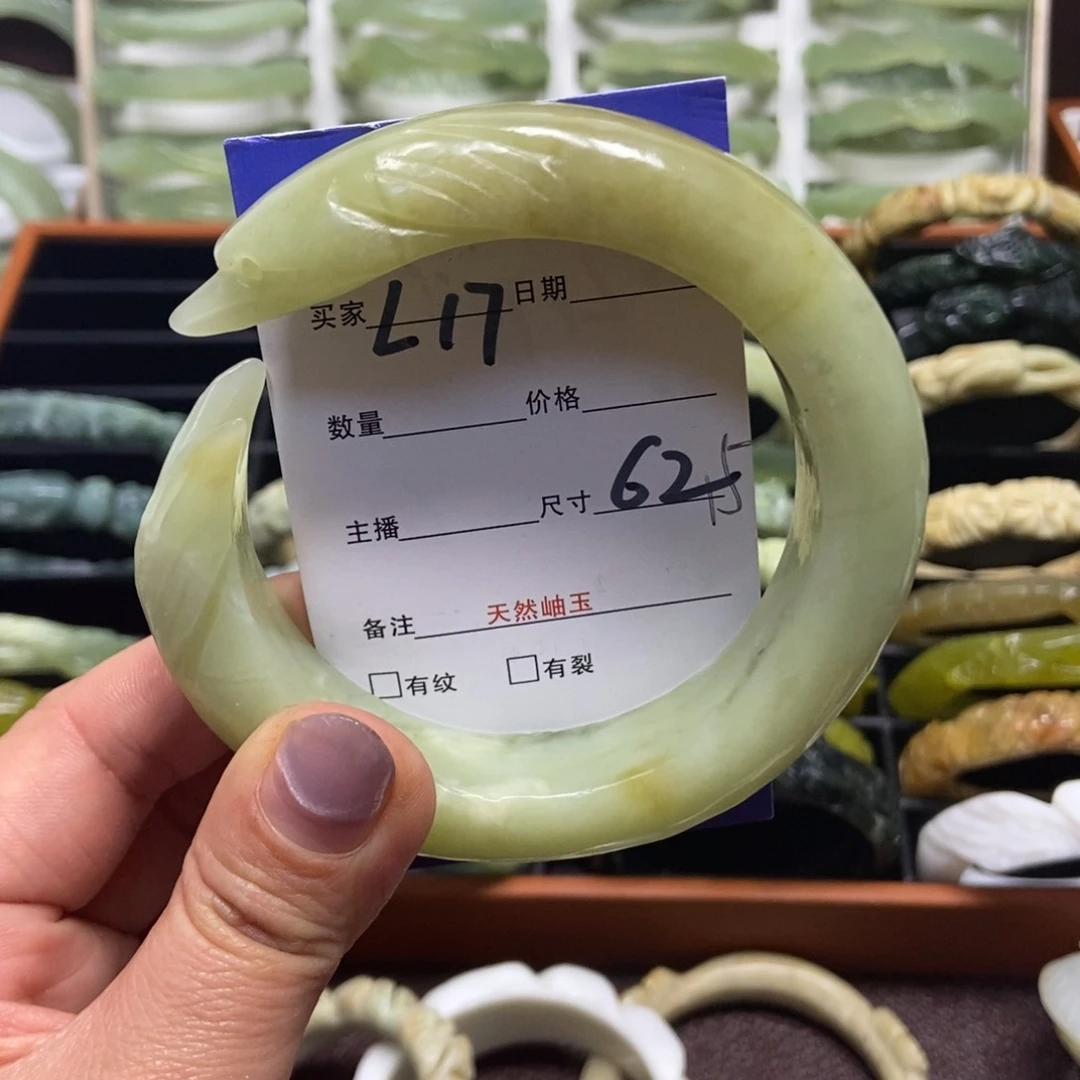 买家 L17 日期
数量 价格
主播 尺寸 62
备注 天然岫玉
□有纹 □有裂